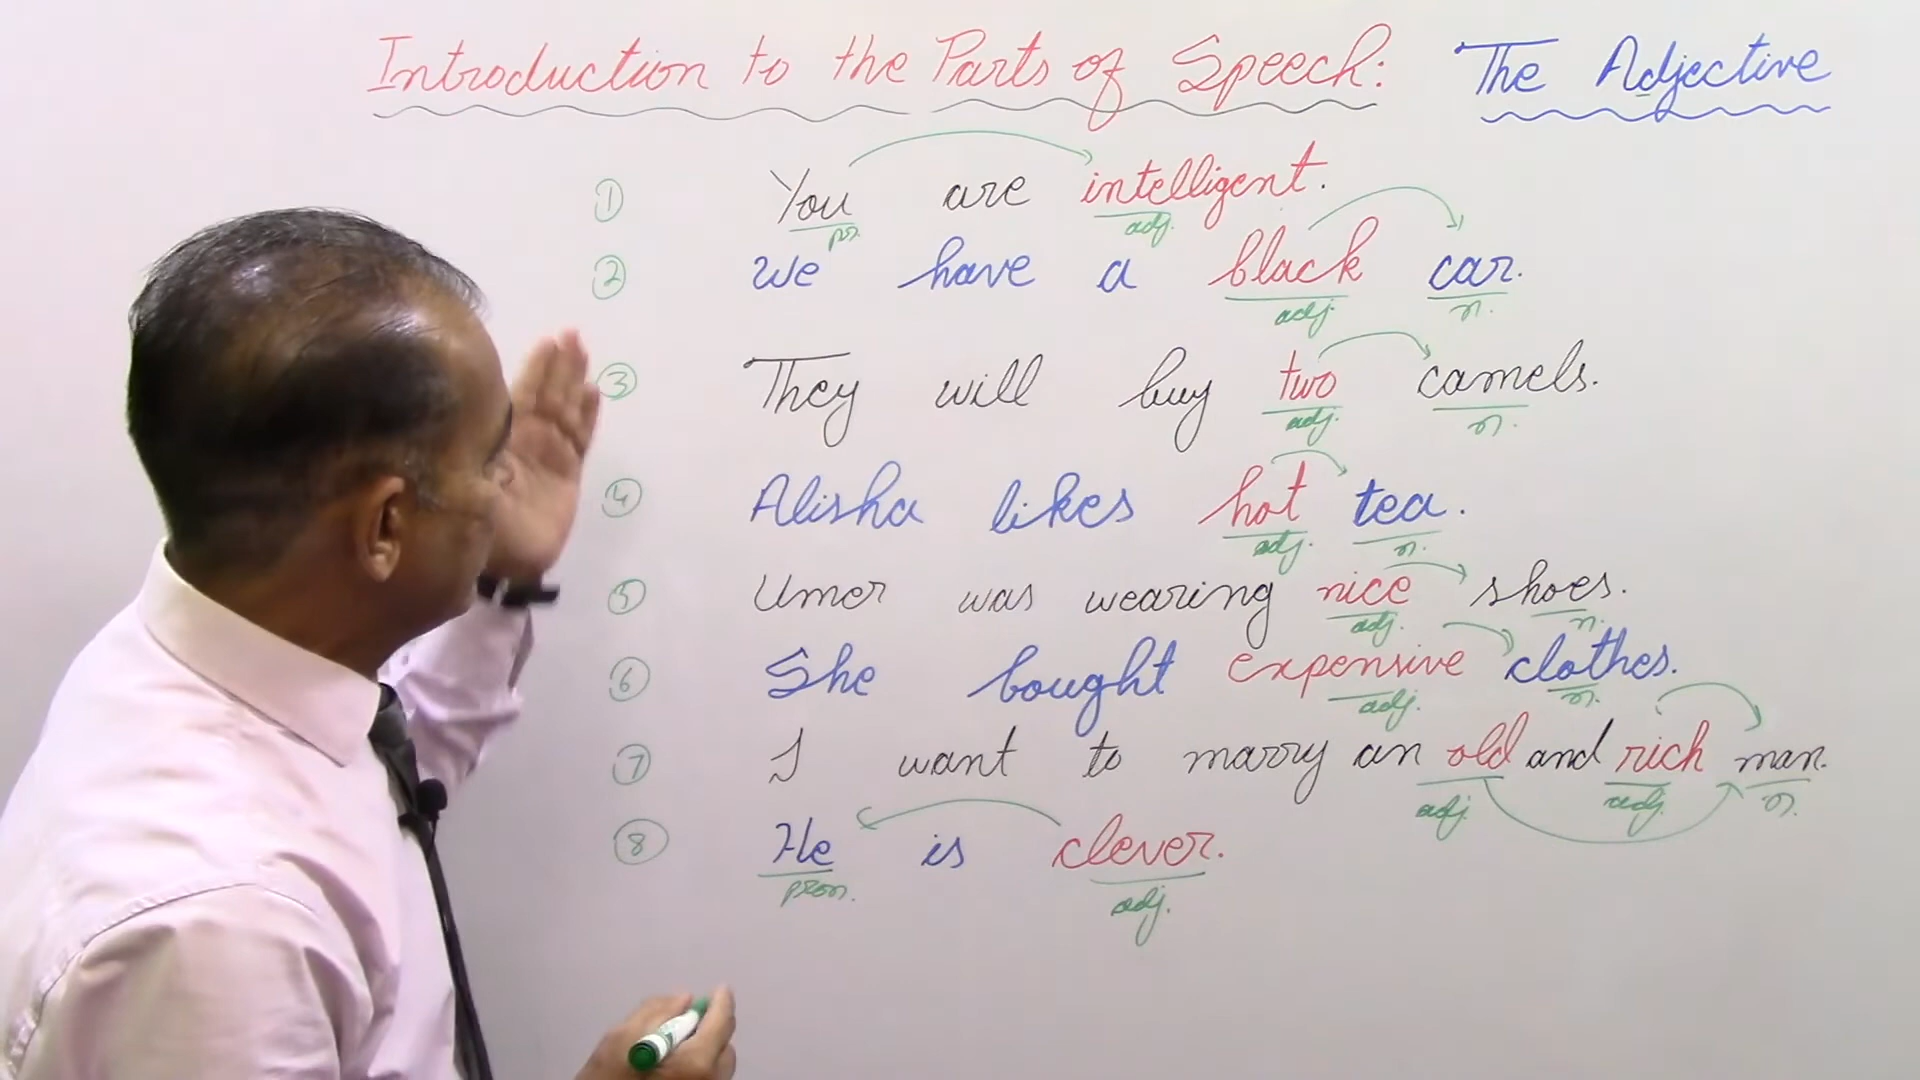 Introduction to the Parts of Speech: The Adjective
① You are intelligent.
pr. adj.
② We have a black car.
adj. n.
③ They will buy two camels.
adj. n.
④ Alisha likes hot tea.
adj. n.
⑤ Umer was wearing nice shoes.
adj. n.
⑥ She bought expensive clothes.
adj. n.
⑦ I want to marry an old and rich man.
adj adj. n.
⑧ He is clever.
pron. adj.